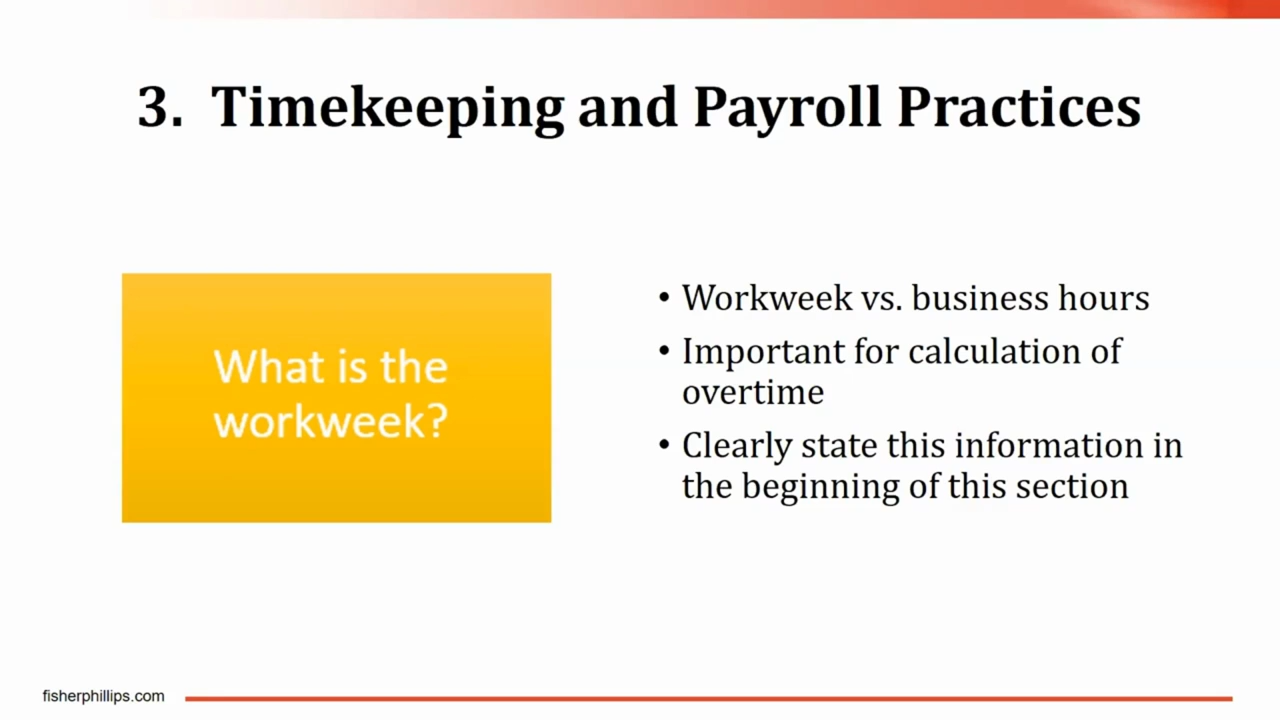 3. Timekeeping and Payroll Practices
What is the
workweek?
• Workweek vs. business hours
• Important for calculation of
overtime
• Clearly state this information in
the beginning of this section
fisherphillips.com